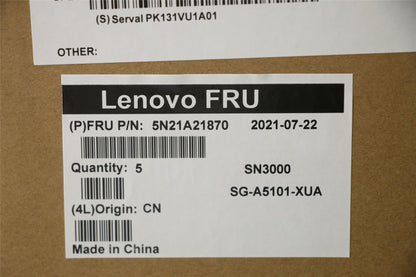 (S) Serval PK131VU1A01
OTHER:
Lenovo FRU
(P)FRU P/N: 5N21A21870 2021-07-22
Quantity: 5 SN3000
SG-A5101-XUA
(4L)Origin: CN
Made in China